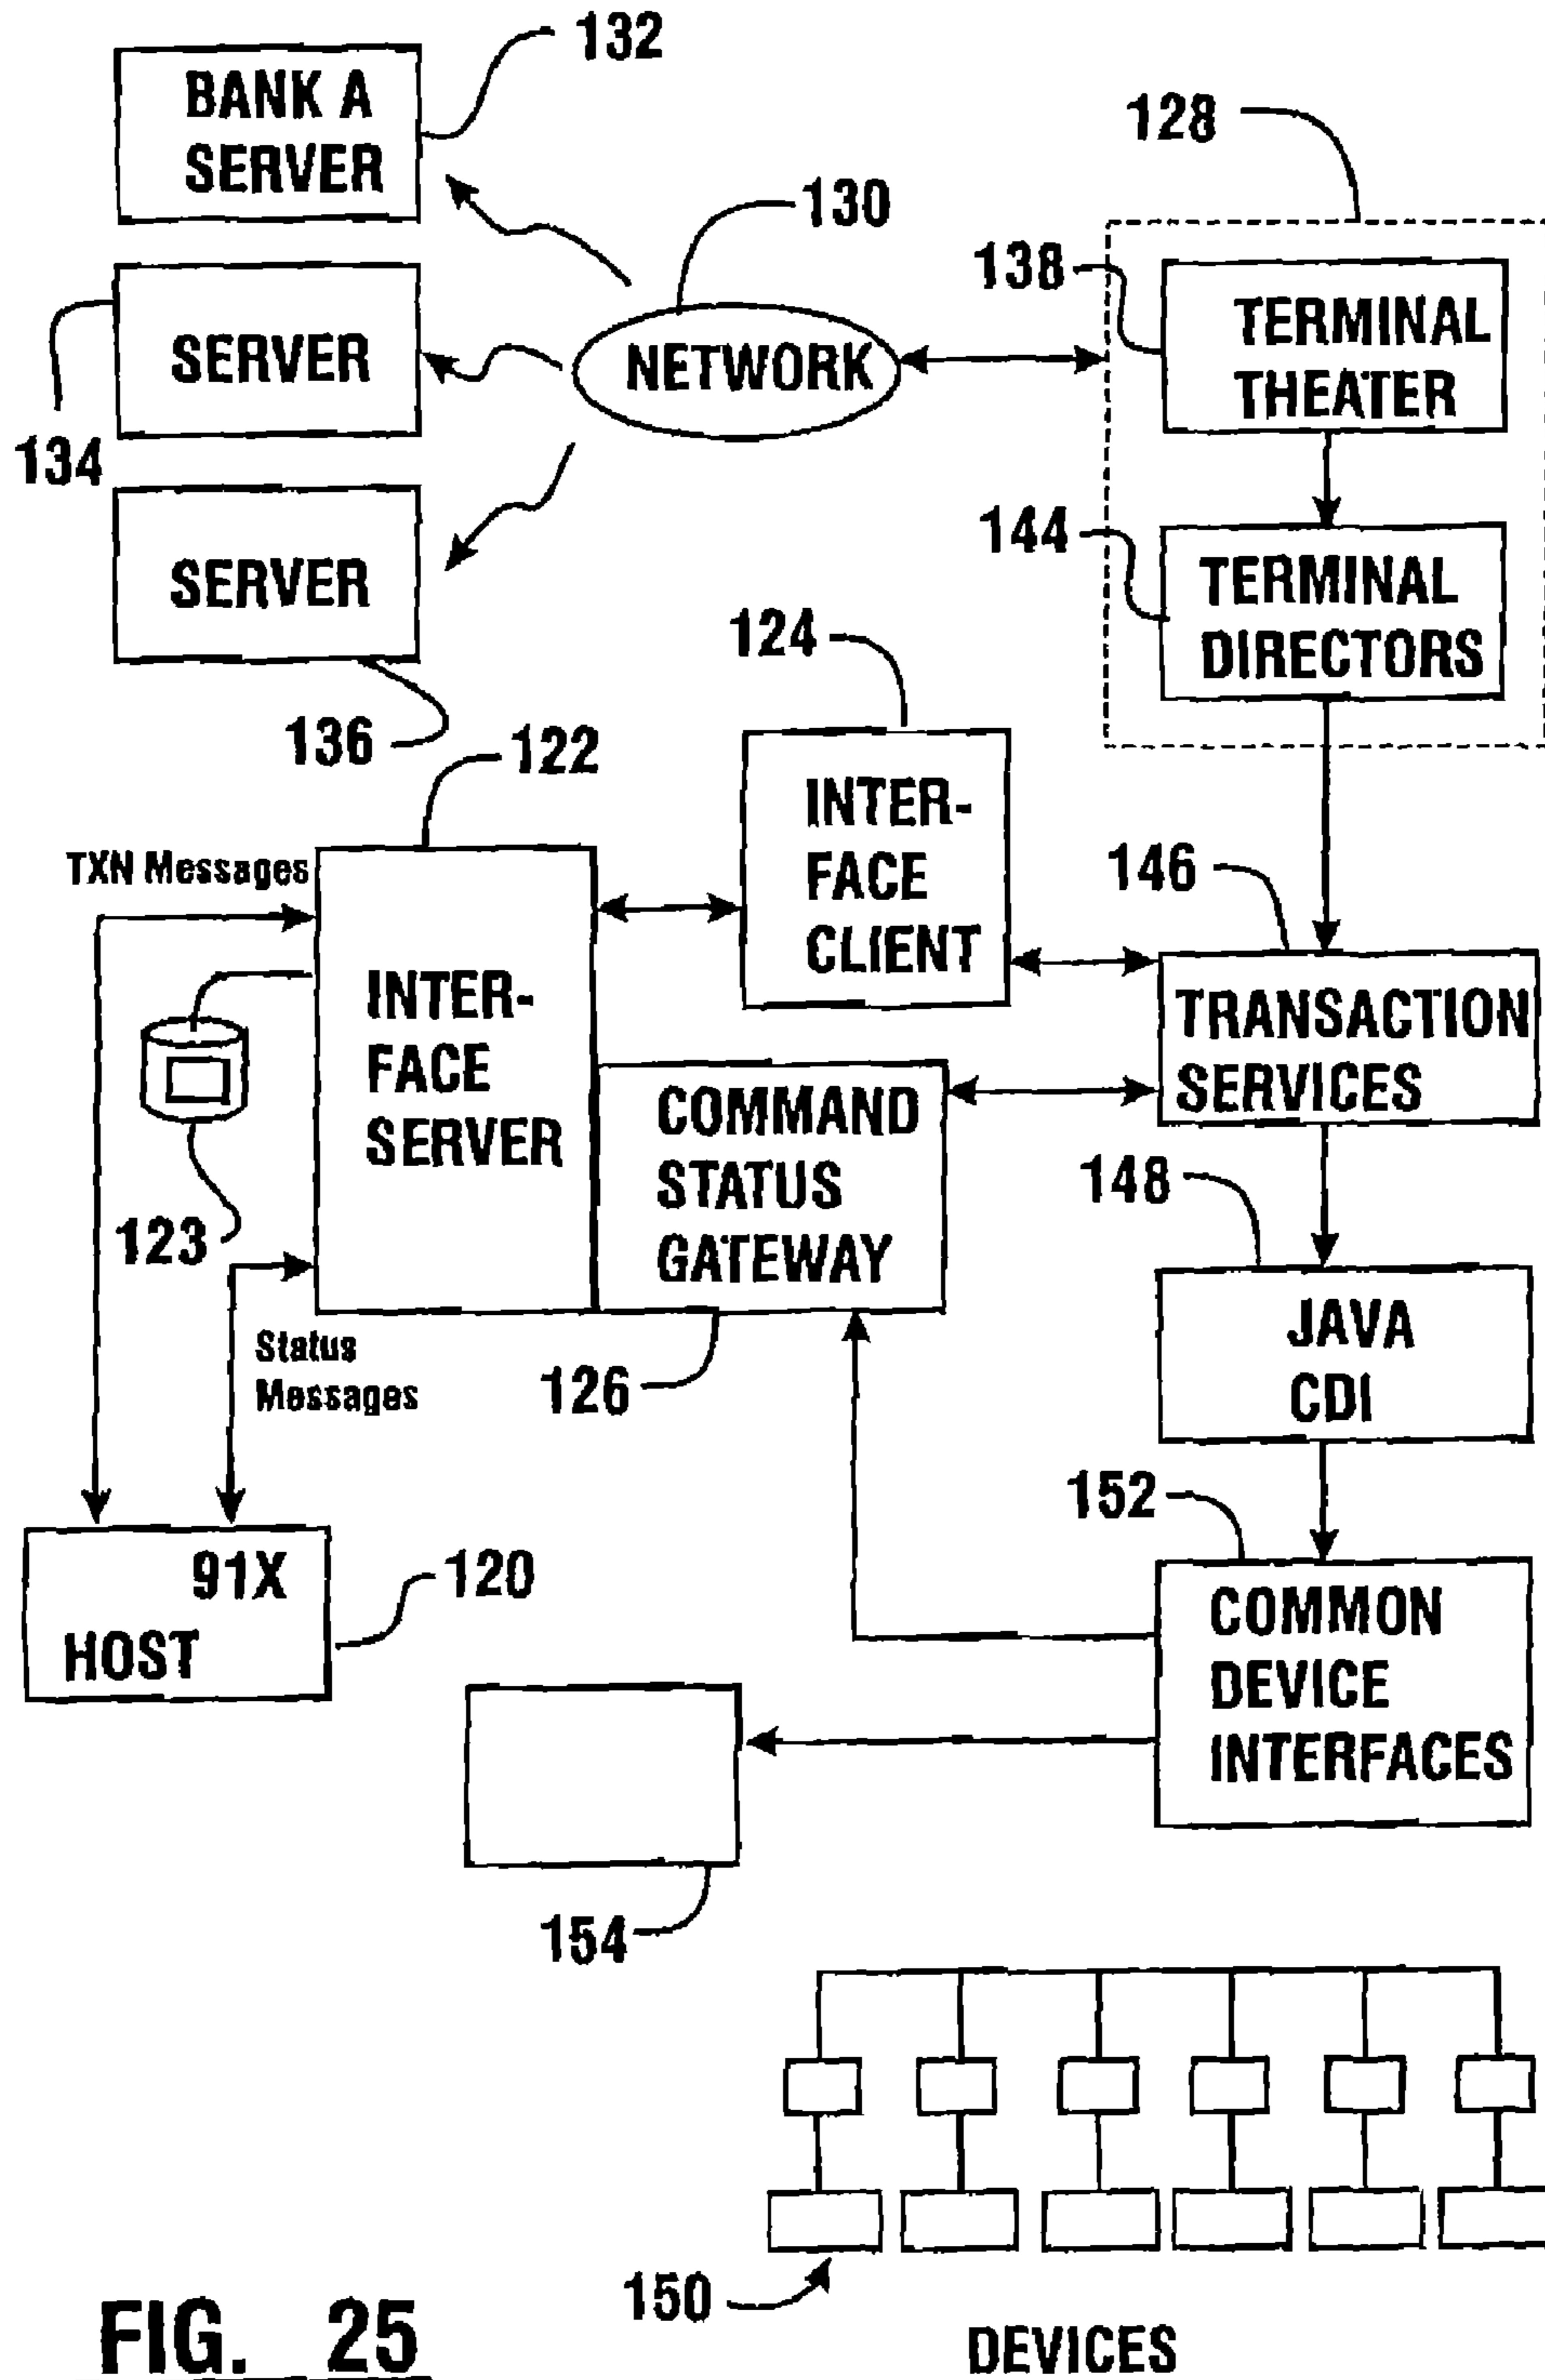 132
BANK A
SERVER
128
130
138
TERMINAL
THEATER
SERVER
NETWORK
134
144
TERMINAL
DIRECTORS
SERVER
124
136
122
INTER-
FACE
CLIENT
TXN Messages
146
INTER-
FACE
SERVER
TRANSACTION
SERVICES
COMMAND
STATUS
GATEWAY
123
148
Status
Messages
126
JAVA
CDI
152
91X
HOST
120
COMMON
DEVICE
INTERFACES
154
150
DEVICES
FIG. 25